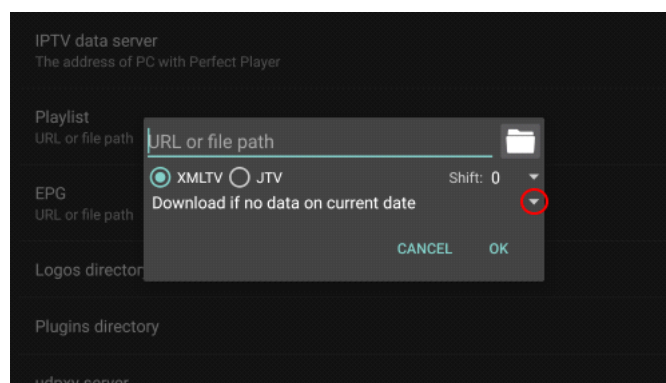 IPTV data server
The address of PC with Perfect Player
Playlist
URL or file path
URL or file path
XMLTV JTV Shift: 0
EPG
Download if no data on current date
URL or file path
CANCEL OK
Logos director
Plugins directory
udpxy server